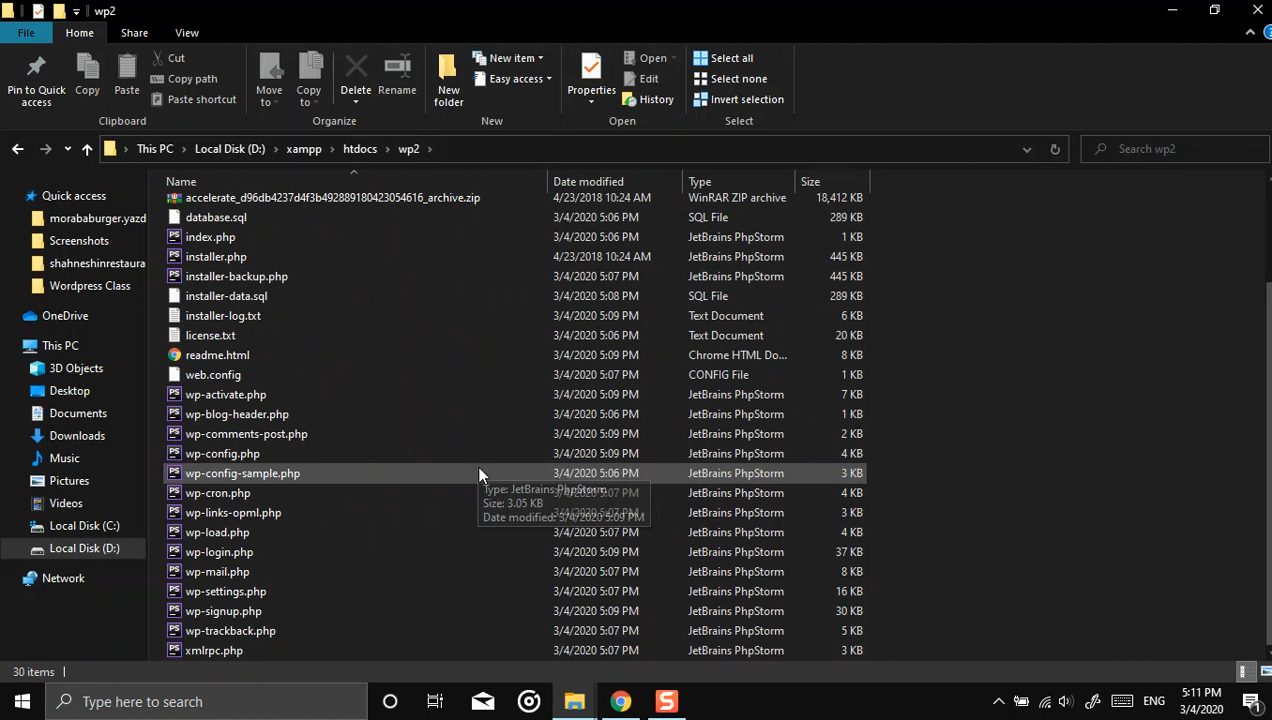 wp2
File Home Share View
Pin to Quick access
Copy
Paste
Cut
Copy path
Paste shortcut
Clipboard
Move to
Copy to
Delete
Rename
Organize
New folder
New item
Easy access
New
Properties
Open
Edit
History
Open
Select all
Select none
Invert selection
Select
This PC > Local Disk (D:) > xampp > htdocs > wp2 >
Search wp2
Quick access
morababurger.yazd
Screenshots
shahneshinrestaura
Wordpress Class
OneDrive
This PC
3D Objects
Desktop
Documents
Downloads
Music
Pictures
Videos
Local Disk (C:)
Local Disk (D:)
Network
Name Date modified Type Size
accelerate_d96db4237d4f3b492889180423054616_archive.zip 4/23/2018 10:24 AM WinRAR ZIP archive 18,412 KB
database.sql 3/4/2020 5:06 PM SQL File 289 KB
index.php 3/4/2020 5:06 PM JetBrains PhpStorm 1 KB
installer.php 4/23/2018 10:24 AM JetBrains PhpStorm 445 KB
installer-backup.php 3/4/2020 5:07 PM JetBrains PhpStorm 445 KB
installer-data.sql 3/4/2020 5:08 PM SQL File 289 KB
installer-log.txt 3/4/2020 5:09 PM Text Document 6 KB
license.txt 3/4/2020 5:06 PM Text Document 20 KB
readme.html 3/4/2020 5:09 PM Chrome HTML Do... 8 KB
web.config 3/4/2020 5:09 PM CONFIG File 1 KB
wp-activate.php 3/4/2020 5:09 PM JetBrains PhpStorm 7 KB
wp-blog-header.php 3/4/2020 5:06 PM JetBrains PhpStorm 1 KB
wp-comments-post.php 3/4/2020 5:09 PM JetBrains PhpStorm 2 KB
wp-config.php 3/4/2020 5:09 PM JetBrains PhpStorm 4 KB
wp-config-sample.php 3/4/2020 5:06 PM JetBrains PhpStorm 3 KB
wp-cron.php 3/4/2020 5:07 PM JetBrains PhpStorm 4 KB
wp-links-opml.php 3/4/2020 5:07 PM JetBrains PhpStorm 3 KB
wp-load.php 3/4/2020 5:07 PM JetBrains PhpStorm 4 KB
wp-login.php 3/4/2020 5:09 PM JetBrains PhpStorm 37 KB
wp-mail.php 3/4/2020 5:07 PM JetBrains PhpStorm 8 KB
wp-settings.php 3/4/2020 5:07 PM JetBrains PhpStorm 16 KB
wp-signup.php 3/4/2020 5:09 PM JetBrains PhpStorm 30 KB
wp-trackback.php 3/4/2020 5:07 PM JetBrains PhpStorm 5 KB
xmlrpc.php 3/4/2020 5:07 PM JetBrains PhpStorm 3 KB
Type: JetBrains PhpStorm
Size: 3.05 KB
Date modified: 3/4/2020 5:09 PM
30 items
Type here to search
ENG
5:11 PM
3/4/2020
1